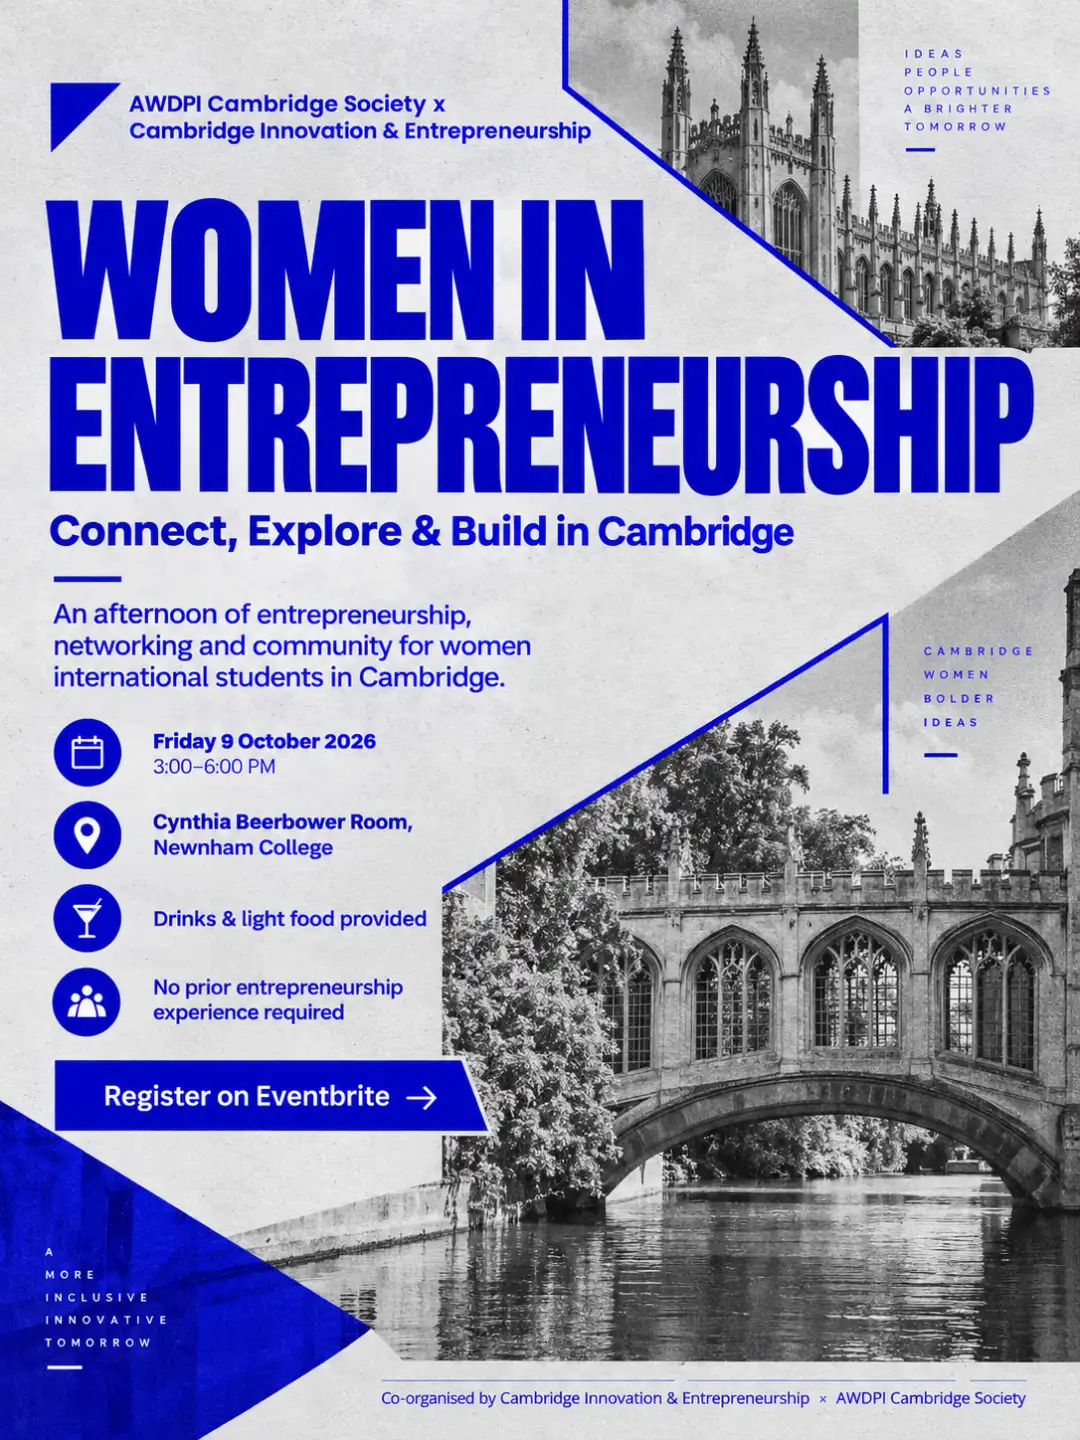 AWDPI Cambridge Society x
Cambridge Innovation & Entrepreneurship
IDEAS
PEOPLE
OPPORTUNITIES
A BRIGHTER
TOMORROW
WOMEN IN
ENTREPRENEURSHIP
Connect, Explore & Build in Cambridge
An afternoon of entrepreneurship,
networking and community for women
international students in Cambridge.
CAMBRIDGE
WOMEN
BOLDER
IDEAS
Friday 9 October 2026
3:00–6:00 PM
Cynthia Beerbower Room,
Newnham College
Drinks & light food provided
No prior entrepreneurship
experience required
Register on Eventbrite →
A
MORE
INCLUSIVE
INNOVATIVE
TOMORROW
Co-organised by Cambridge Innovation & Entrepreneurship × AWDPI Cambridge Society